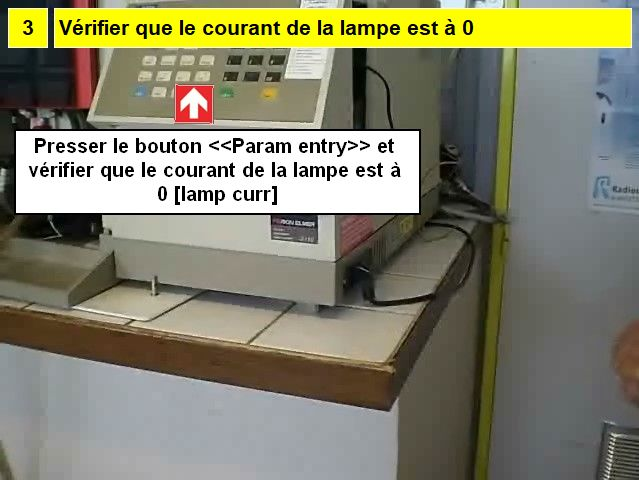 3 Vérifier que le courant de la lampe est à 0
Presser le bouton <<Param entry>> et
vérifier que le courant de la lampe est à
0 [lamp curr]
ELMER